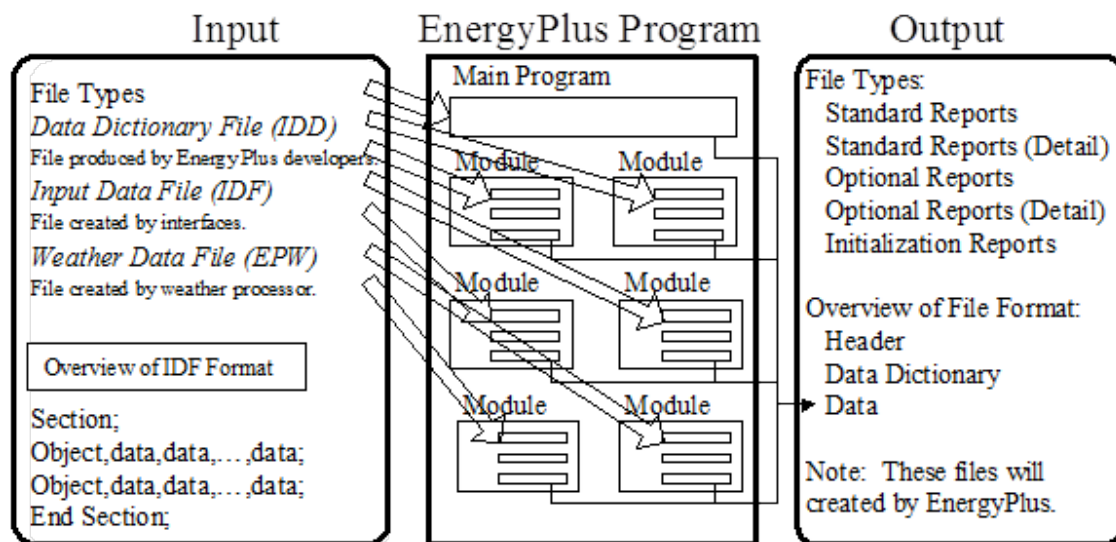 Input
EnergyPlus Program
Output
File Types
Data Dictionary File (IDD)
File produced by EnergyPlus developers.
Input Data File (IDF)
File created by interfaces.
Weather Data File (EPW)
File created by weather processor.
Overview of IDF Format
Section;
Object,data,data,…,data;
Object,data,data,…,data;
End Section;
Main Program
Module
Module
Module
Module
Module
Module
File Types:
Standard Reports
Standard Reports (Detail)
Optional Reports
Optional Reports (Detail)
Initialization Reports
Overview of File Format:
Header
Data Dictionary
Data
Note: These files will
created by EnergyPlus.